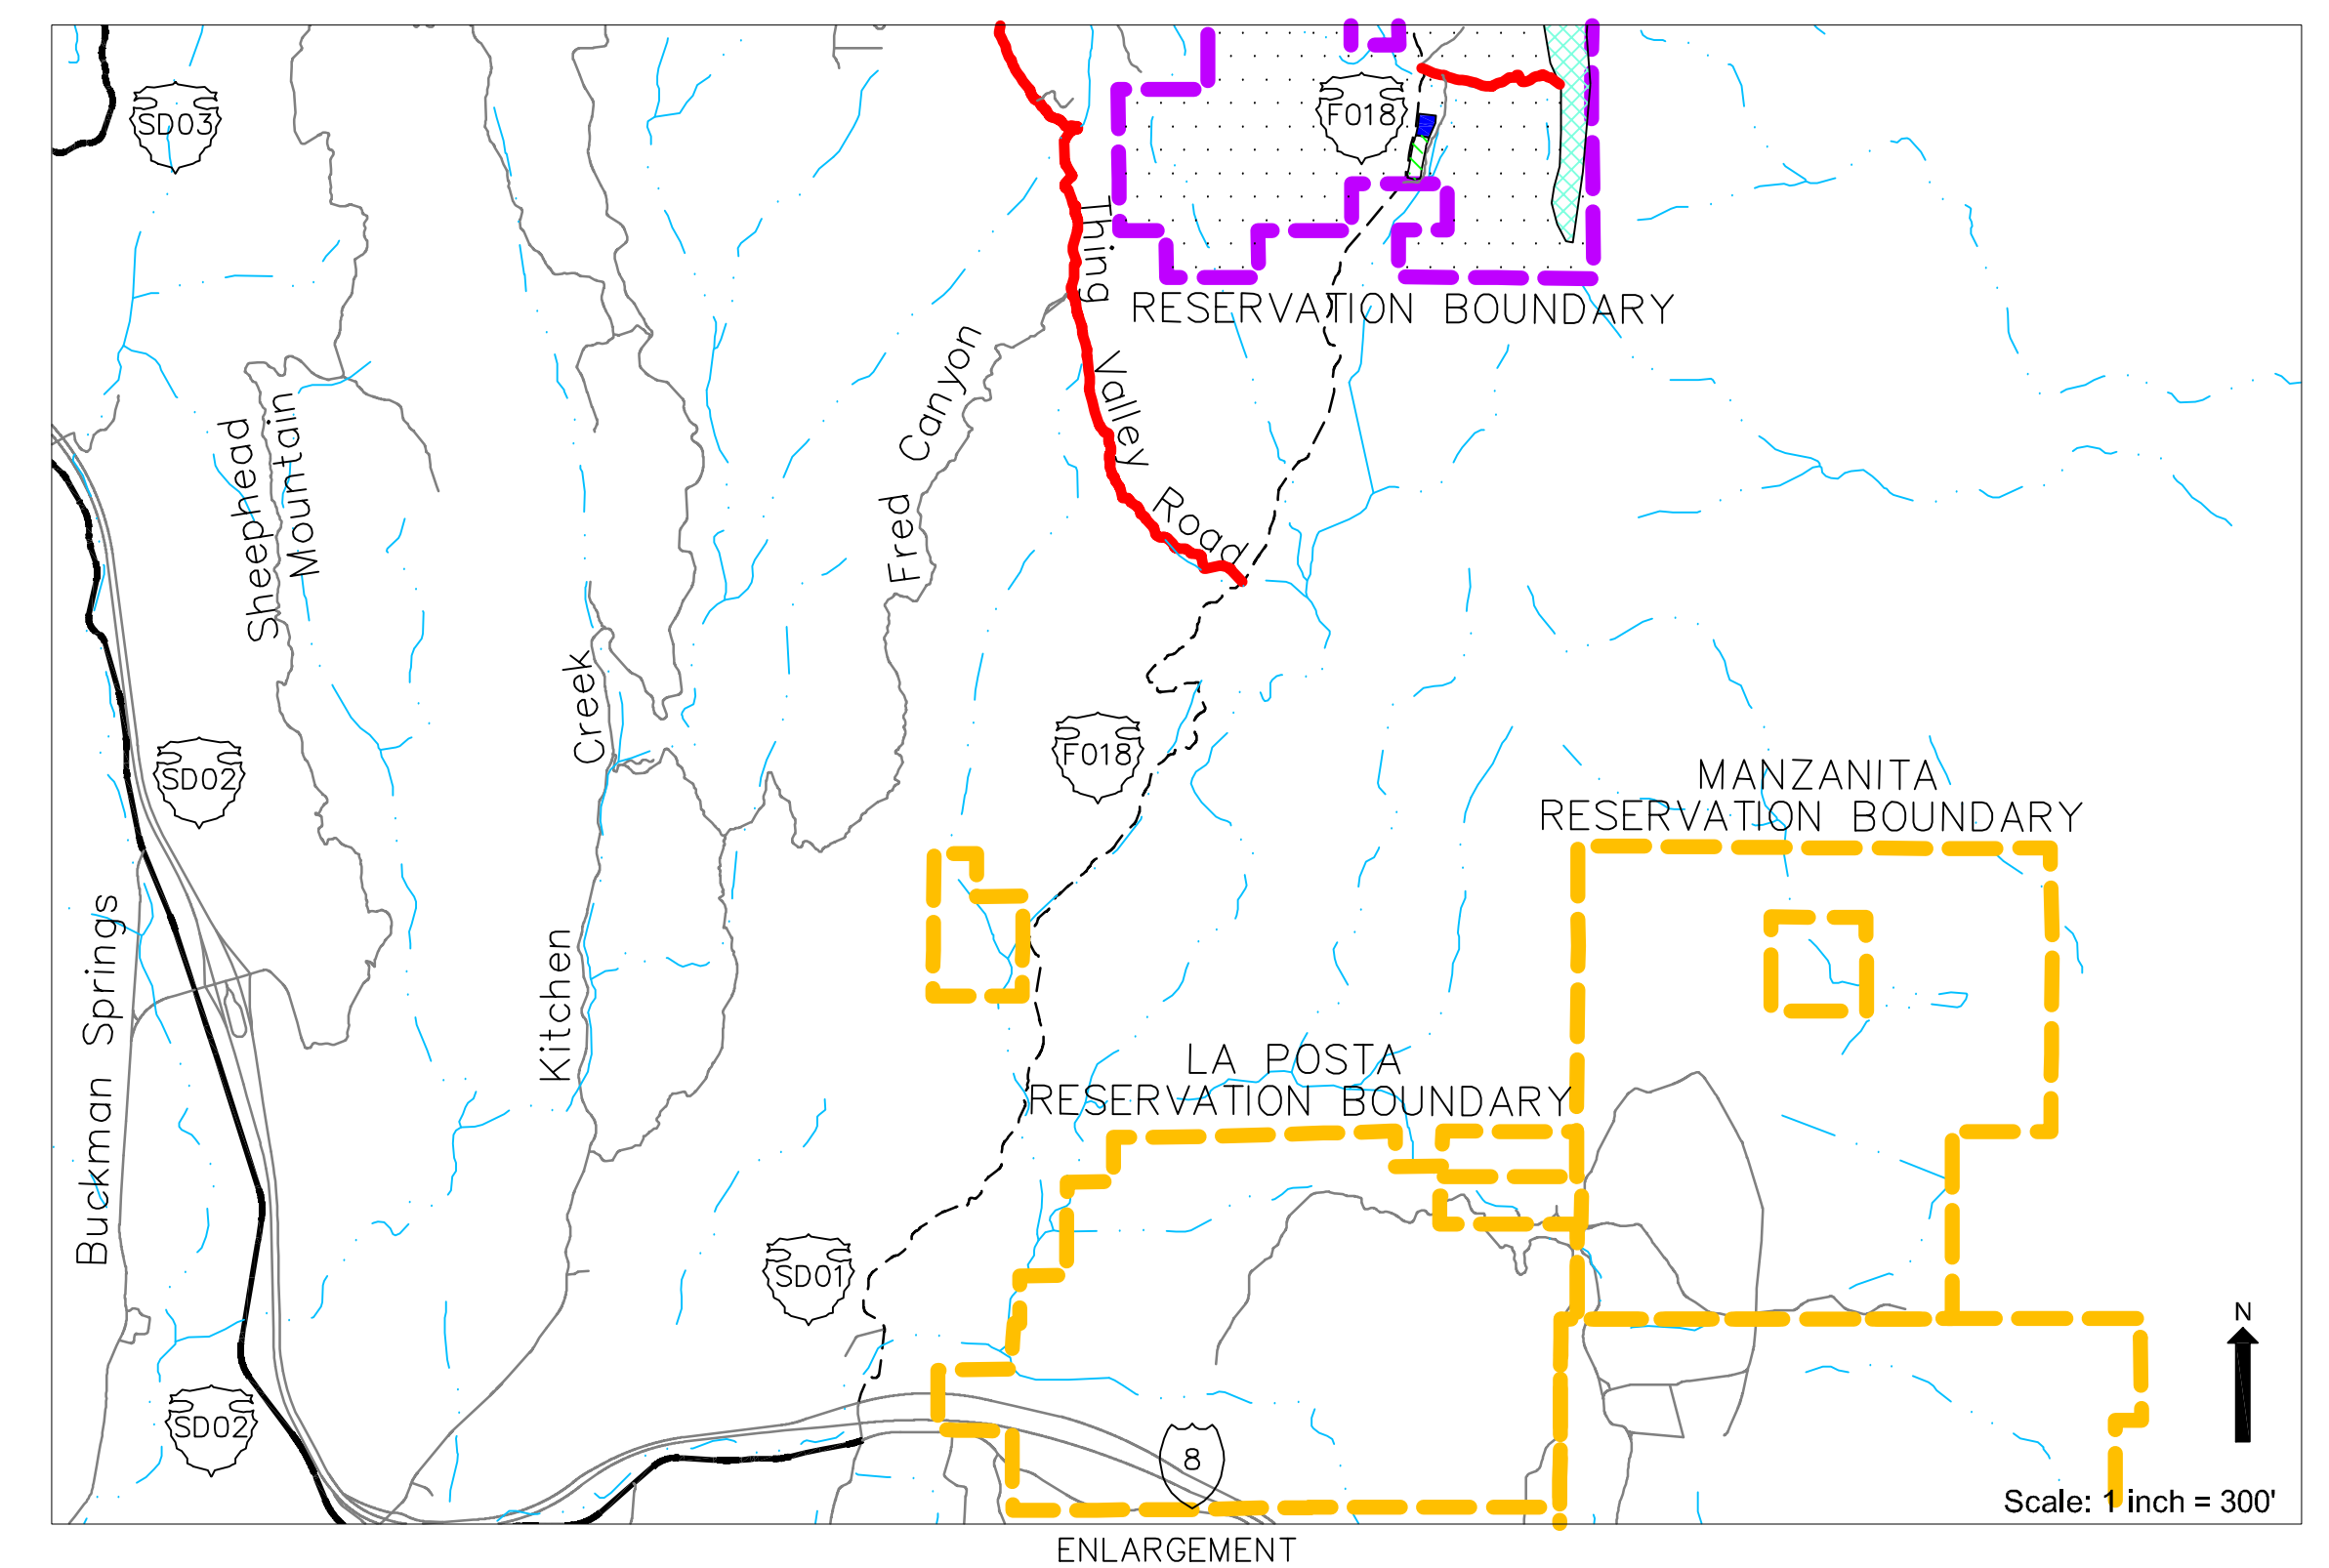 SD03
F018
Thing
RESERVATION BOUNDARY
Valley
Fred Canyon
Sheephead
Mountain
Road
Creek
F018
SD02
MANZANITA
RESERVATION BOUNDARY
Buckman Springs
Kitchen
LA POSTA
RESERVATION BOUNDARY
SD01
N
SD02
8
Scale: 1 inch = 300'
ENLARGEMENT